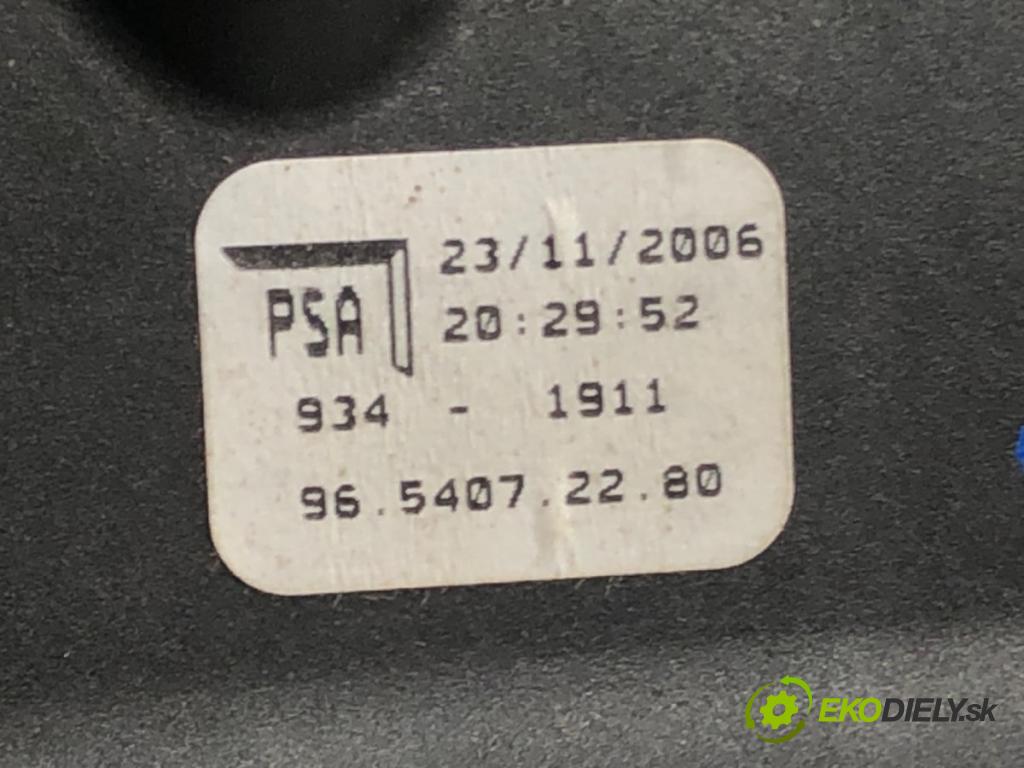 PSA
23/11/2006
20:29:52
934 - 1911
96.5407.22.80
EKODIELY.sk